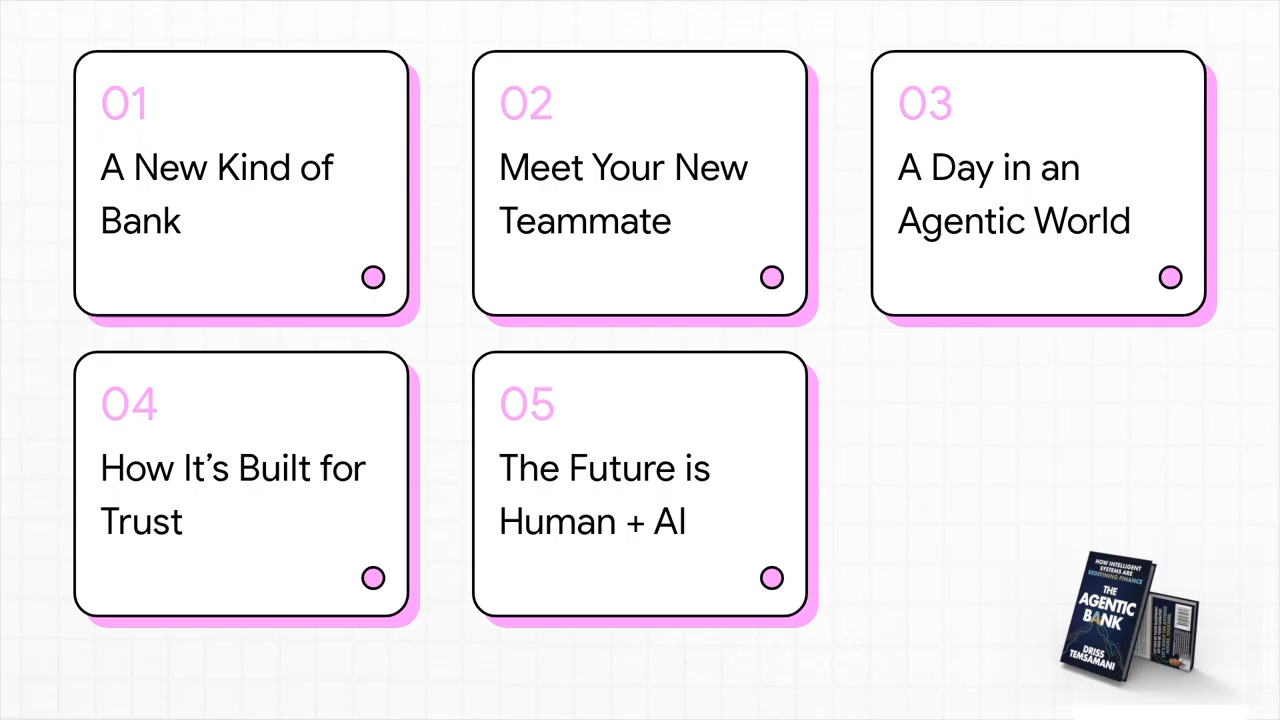 01
A New Kind of
Bank
02
Meet Your New
Teammate
03
A Day in an
Agentic World
04
How It’s Built for
Trust
05
The Future is
Human + AI
HOW INTELLIGENT
SYSTEMS ARE
REDEFINING FINANCE
THE
AGENTIC
BANK
DRISS
TEMSAMANI